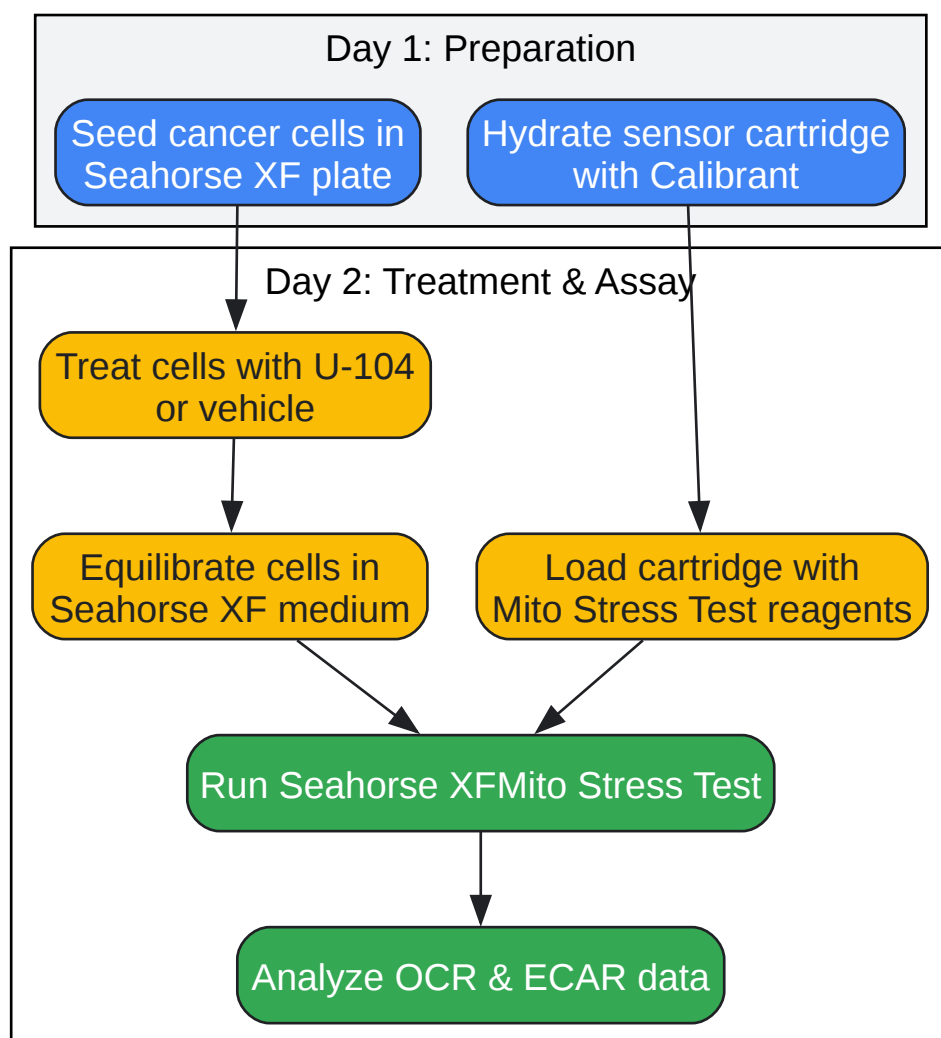 Day 1: Preparation
Seed cancer cells in
Seahorse XF plate
Hydrate sensor cartridge
with Calibrant
Day 2: Treatment & Assay
Treat cells with U-104
or vehicle
Equilibrate cells in
Seahorse XF medium
Load cartridge with
Mito Stress Test reagents
Run Seahorse XFMito Stress Test
Analyze OCR & ECAR data